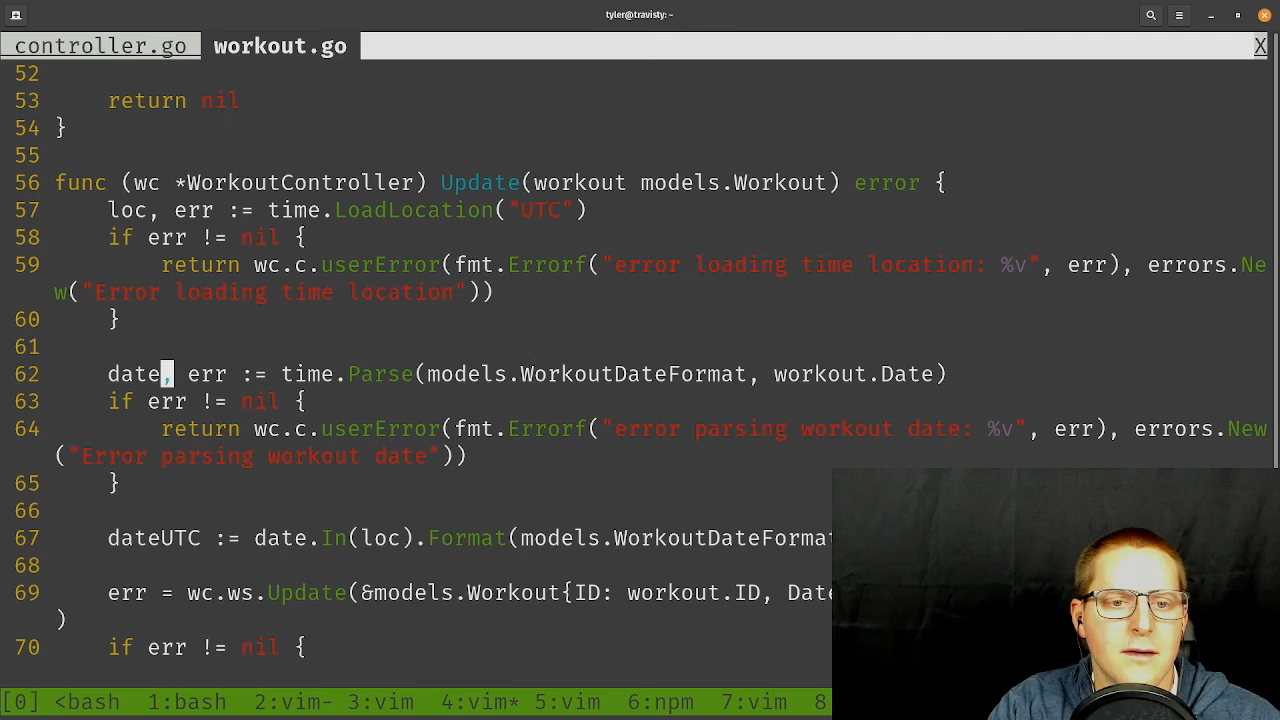 tyler@travisty: ~
controller.go workout.go X
52
53 return nil
54 }
55
56 func (wc *WorkoutController) Update(workout models.Workout) error {
57 loc, err := time.LoadLocation("UTC")
58 if err != nil {
59 return wc.c.userError(fmt.Errorf("error loading time location: %v", err), errors.Ne
w("Error loading time location"))
60 }
61
62 date, err := time.Parse(models.WorkoutDateFormat, workout.Date)
63 if err != nil {
64 return wc.c.userError(fmt.Errorf("error parsing workout date: %v", err), errors.New
("Error parsing workout date"))
65 }
66
67 dateUTC := date.In(loc).Format(models.WorkoutDateFormat
68
69 err = wc.ws.Update(&models.Workout{ID: workout.ID, Date
)
70 if err != nil {
[0] <bash 1:bash 2:vim- 3:vim 4:vim* 5:vim 6:npm 7:vim 8